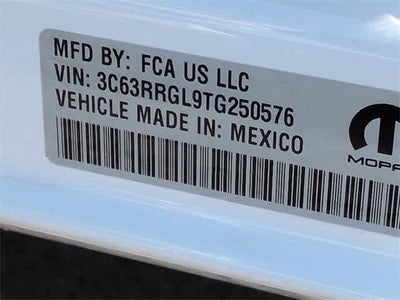 MFD BY: FCA US LLC
VIN: 3C63RRGL9TG250576
VEHICLE MADE IN: MEXICO